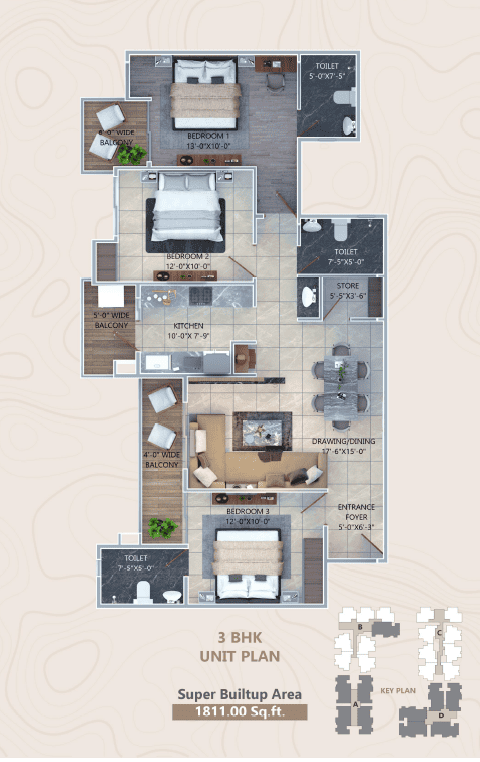 TOILET
5'-0"X7'-5"
BEDROOM 1
13'-0"X10'-0"
6'-0" WIDE
BALCONY
TOILET
7'-5"X5'-0"
BEDROOM 2
12'-0"X10'-0"
STORE
5'-5"X3'-6"
5'-0" WIDE
BALCONY
KITCHEN
10'-0"X 7'-9"
DRAWING/DINING
17'-6"X15'-0"
4'-0" WIDE
BALCONY
ENTRANCE
FOYER
5'-0"X6'-3"
BEDROOM 3
12'-0"X10'-0"
TOILET
7'-5"X5'-0"
3 BHK
UNIT PLAN
Super Builtup Area
1811.00 Sq.ft.
B
C
KEY PLAN
A
D